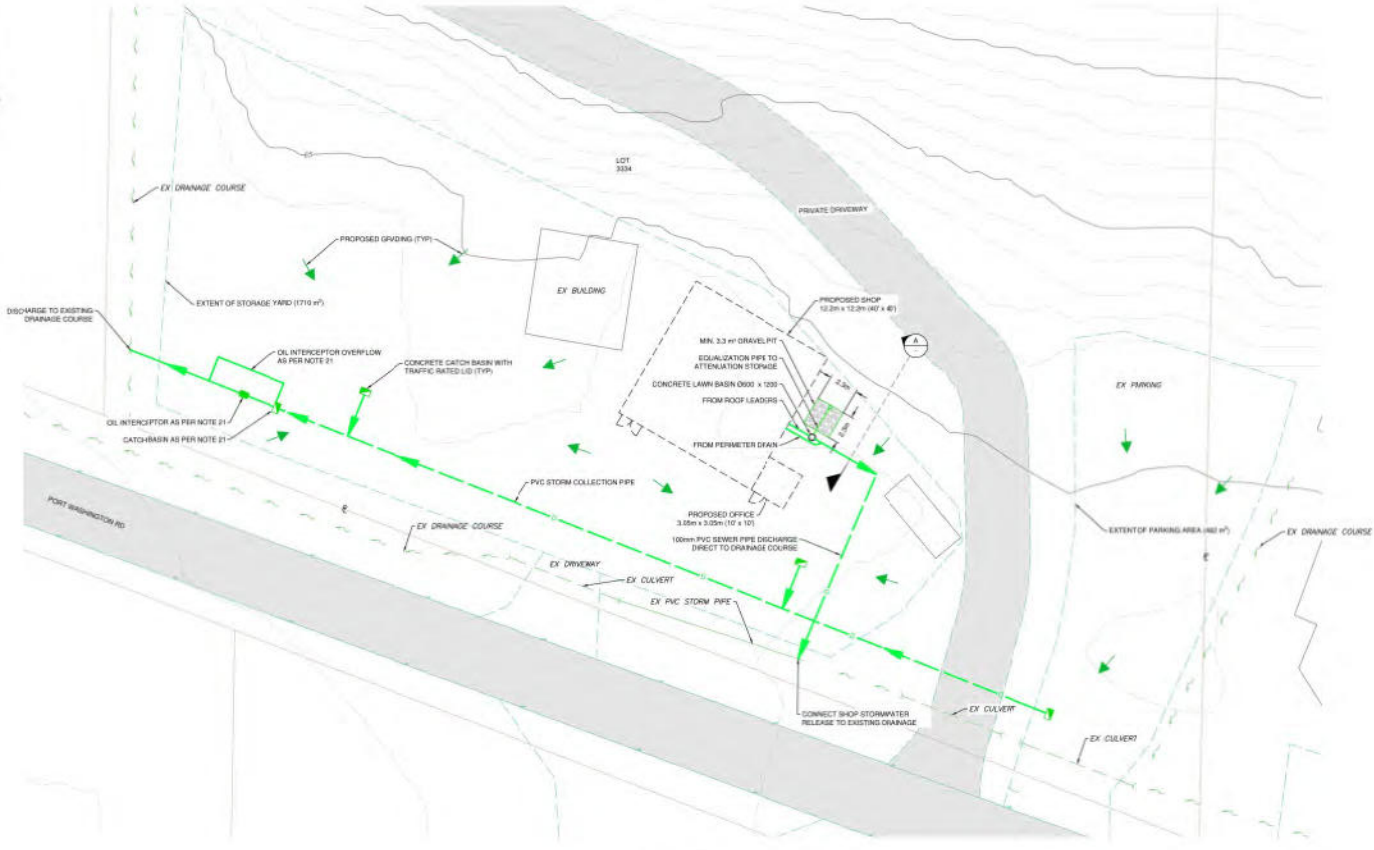 LOT
3334
PRIVATE DRIVEWAY
EX DRAINAGE COURSE
PROPOSED GRADING (TYP)
EX BUILDING
EXTENT OF STORAGE YARD (1710 m²)
DISCHARGE TO EXISTING
DRAINAGE COURSE
OIL INTERCEPTOR OVERFLOW
AS PER NOTE 21
CONCRETE CATCH BASIN WITH
TRAFFIC RATED LID (TYP)
OIL INTERCEPTOR AS PER NOTE 21
CATCHBASIN AS PER NOTE 21
PROPOSED SHOP
12.2m x 12.2m (40' x 40')
MIN. 3.3 m³ GRAVEL PIT
EQUALIZATION PIPE TO
ATTENUATION STORAGE
CONCRETE LAWN BASIN Ø600 x 1200
FROM ROOF LEADERS
FROM PERIMETER DRAIN
2.3m
2.3m
A
EX PARKING
PVC STORM COLLECTION PIPE
PROPOSED OFFICE
3.05m x 3.05m (10' x 10')
100mm PVC SEWER PIPE DISCHARGE
DIRECT TO DRAINAGE COURSE
EXTENT OF PARKING AREA (492 m²)
EX DRAINAGE COURSE
PORT WASHINGTON RD
EX DRAINAGE COURSE
EX DRIVEWAY
EX CULVERT
EX PVC STORM PIPE
CONNECT SHOP STORMWATER
RELEASE TO EXISTING DRAINAGE
EX CULVERT
EX CULVERT